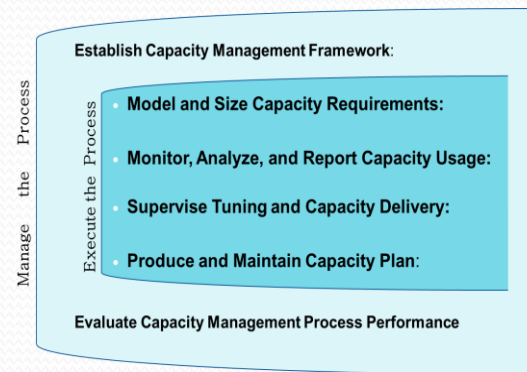 Establish Capacity Management Framework:
Manage the Process
Execute the Process
• Model and Size Capacity Requirements:
• Monitor, Analyze, and Report Capacity Usage:
• Supervise Tuning and Capacity Delivery:
• Produce and Maintain Capacity Plan:
Evaluate Capacity Management Process Performance